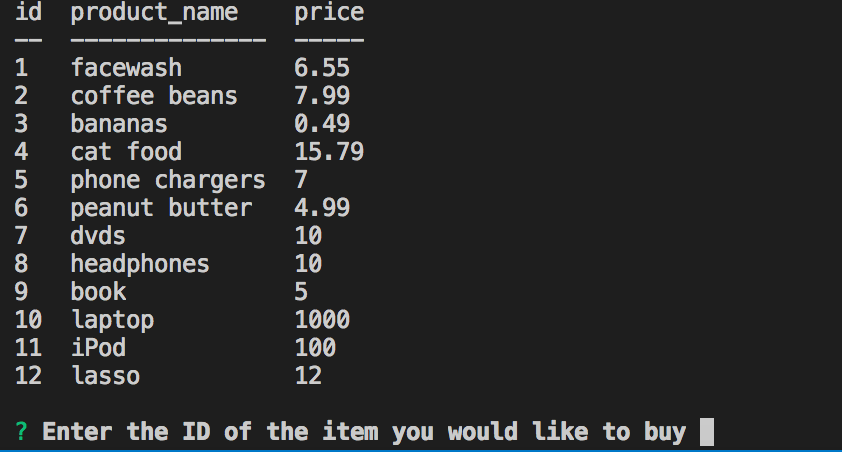 id  product_name    price
--  --------------  -----
1   facewash        6.55
2   coffee beans    7.99
3   bananas         0.49
4   cat food        15.79
5   phone chargers  7
6   peanut butter   4.99
7   dvds            10
8   headphones      10
9   book            5
10  laptop          1000
11  iPod            100
12  lasso           12
? Enter the ID of the item you would like to buy